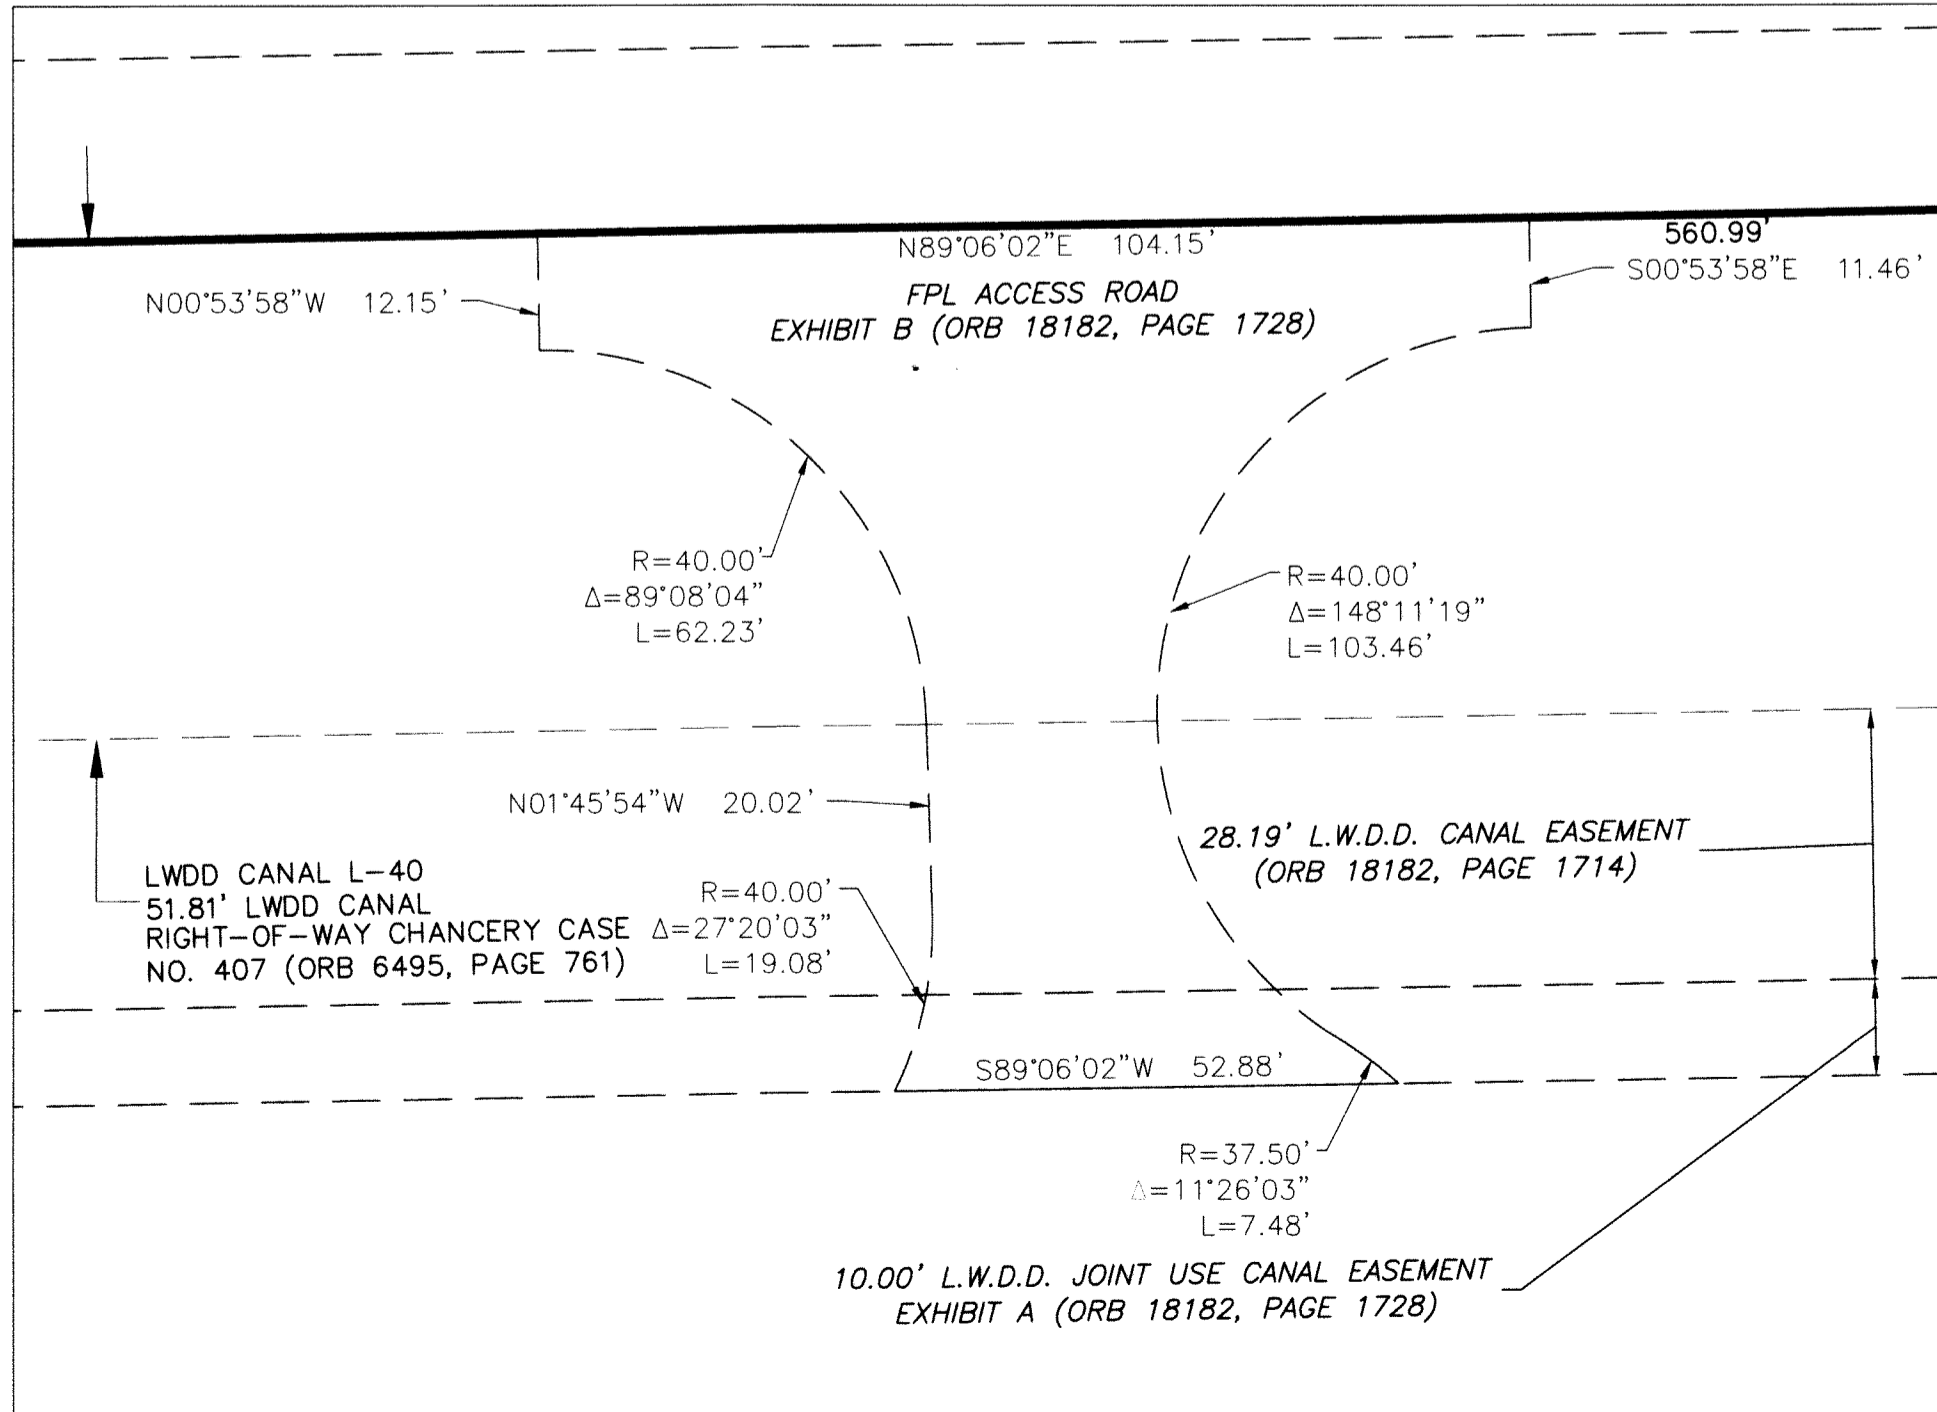 N89°06'02"E 104.15'
560.99'
S00°53'58"E 11.46'
N00°53'58"W 12.15'
FPL ACCESS ROAD
EXHIBIT B (ORB 18182, PAGE 1728)
R=40.00'
Δ=89°08'04"
L=62.23'
R=40.00'
Δ=148°11'19"
L=103.46'
N01°45'54"W 20.02'
28.19' L.W.D.D. CANAL EASEMENT
(ORB 18182, PAGE 1714)
LWDD CANAL L-40
51.81' LWDD CANAL
RIGHT-OF-WAY CHANCERY CASE
NO. 407 (ORB 6495, PAGE 761)
R=40.00'
Δ=27°20'03"
L=19.08'
S89°06'02"W 52.88'
R=37.50'
Δ=11°26'03"
L=7.48'
10.00' L.W.D.D. JOINT USE CANAL EASEMENT
EXHIBIT A (ORB 18182, PAGE 1728)